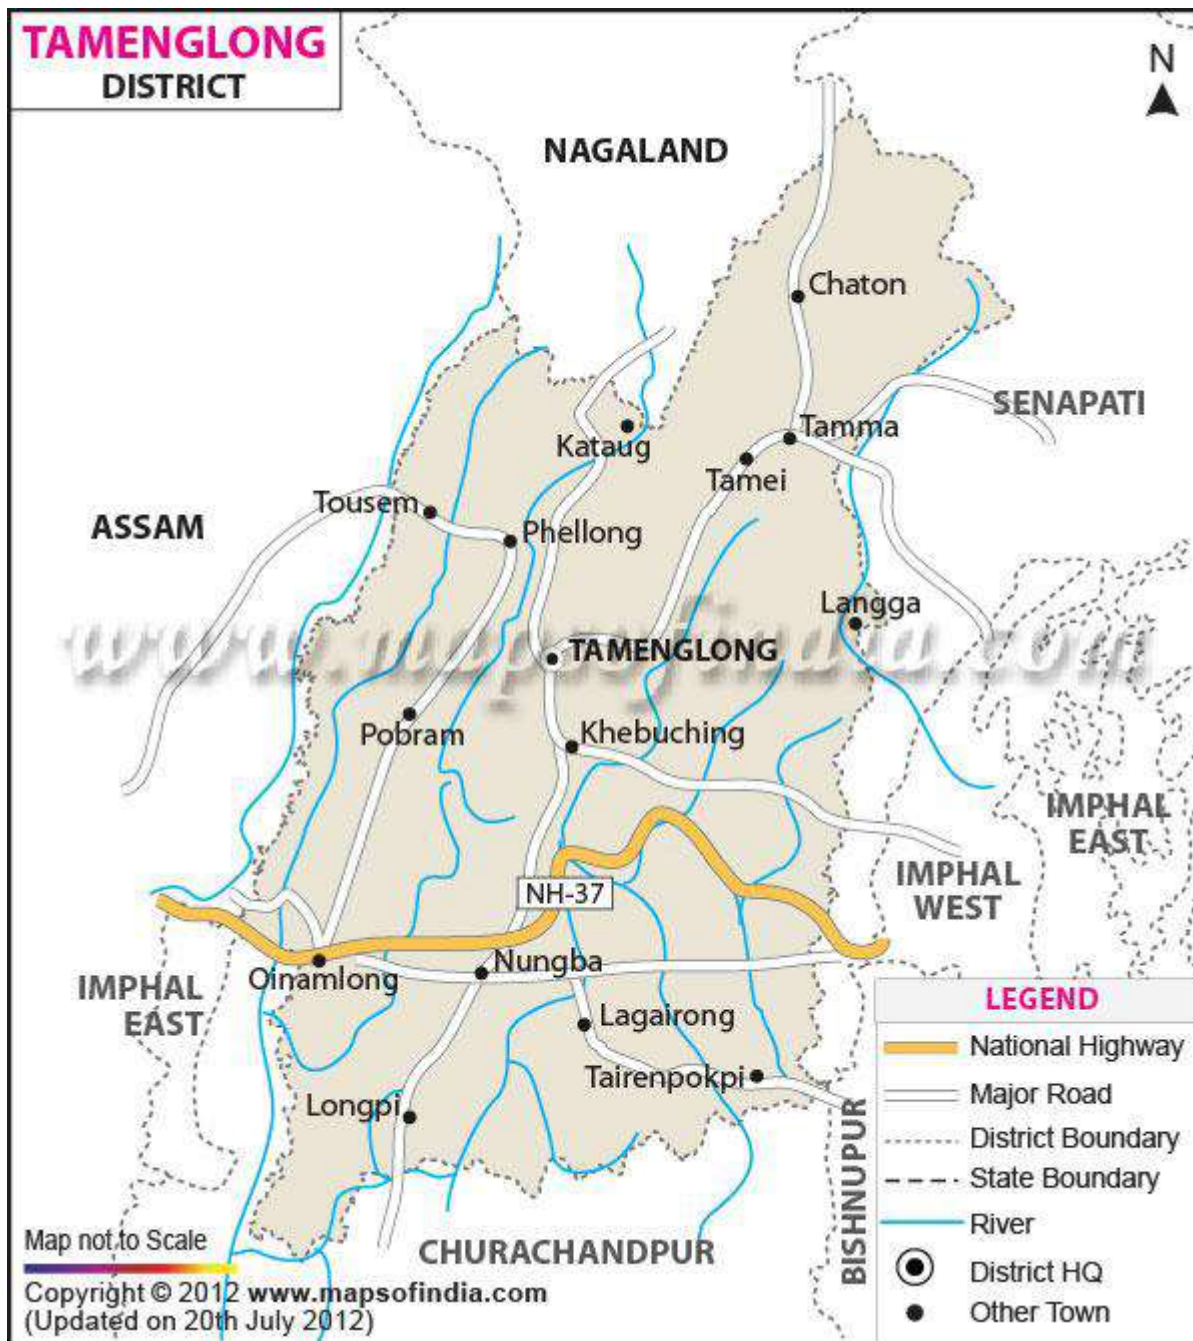 TAMENGLONG
DISTRICT
N
NAGALAND
Chaton
SENAPATI
Tamma
Kataug
Tamei
Tousem
ASSAM
Phellong
Langga
www.mapsofindia.com
TAMENGLONG
Pobram
Khebuching
IMPHAL
EAST
IMPHAL
WEST
NH-37
Nungba
Oinamlong
IMPHAL
EAST
Lagairong
Tairenpokpi
Longpi
BISHNUPUR
CHURACHANDPUR
LEGEND
National Highway
Major Road
District Boundary
State Boundary
River
District HQ
Other Town
Map not to Scale
Copyright © 2012 www.mapsofindia.com
(Updated on 20th July 2012)